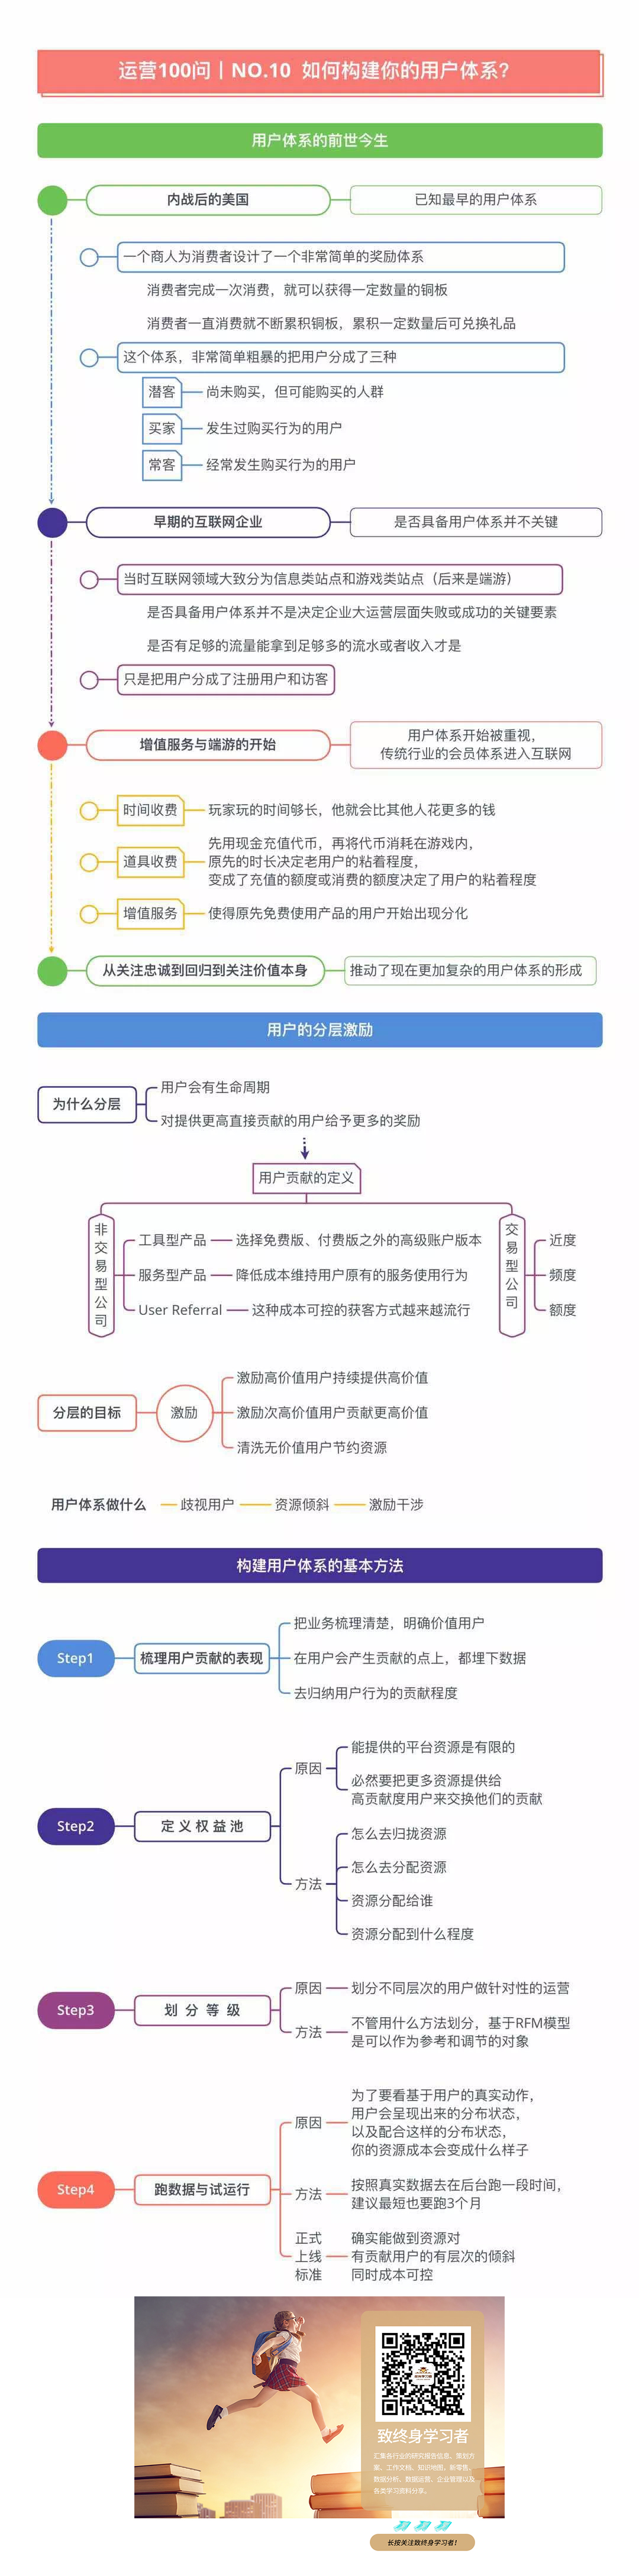 运营100问丨NO.10 如何构建你的用户体系?
用户体系的前世今生
内战后的美国
已知最早的用户体系
一个商人为消费者设计了一个非常简单的奖励体系
消费者完成一次消费，就可以获得一定数量的铜板
消费者一直消费就不断累积铜板，累积一定数量后可兑换礼品
这个体系，非常简单粗暴的把用户分成了三种
潜客
尚未购买，但可能购买的人群
买家
发生过购买行为的用户
常客
经常发生购买行为的用户
早期的互联网企业
是否具备用户体系并不关键
当时互联网领域大致分为信息类站点和游戏类站点（后来是端游）
是否具备用户体系并不是决定企业大运营层面失败或成功的关键要素
是否有足够的流量能拿到足够多的流水或者收入才是
只是把用户分成了注册用户和访客
增值服务与端游的开始
用户体系开始被重视，
传统行业的会员体系进入互联网
时间收费
玩家玩的时间够长，他就会比其他人花更多的钱
道具收费
先用现金充值代币，再将代币消耗在游戏内，
原先的时长决定老用户的粘着程度，
变成了充值的额度或消费的额度决定了用户的粘着程度
增值服务
使得原先免费使用产品的用户开始出现分化
从关注忠诚到回归到关注价值本身
推动了现在更加复杂的用户体系的形成
用户的分层激励
为什么分层
用户会有生命周期
对提供更高直接贡献的用户给予更多的奖励
用户贡献的定义
非交易型公司
工具型产品
选择免费版、付费版之外的高级账户版本
服务型产品
降低成本维持用户原有的服务使用行为
User Referral
这种成本可控的获客方式越来越流行
交易型公司
近度
频度
额度
分层的目标
激励
激励高价值用户持续提供高价值
激励次高价值用户贡献更高价值
清洗无价值用户节约资源
用户体系做什么
歧视用户
资源倾斜
激励干涉
构建用户体系的基本方法
Step1
梳理用户贡献的表现
把业务梳理清楚，明确价值用户
在用户会产生贡献的点上，都埋下数据
去归纳用户行为的贡献程度
Step2
定义权益池
原因
能提供的平台资源是有限的
必然要把更多资源提供给
高贡献度用户来交换他们的贡献
方法
怎么去归拢资源
怎么去分配资源
资源分配给谁
资源分配到什么程度
Step3
划分等级
原因
划分不同层次的用户做针对性的运营
方法
不管用什么方法划分，基于RFM模型
是可以作为参考和调节的对象
Step4
跑数据与试运行
原因
为了要看基于用户的真实动作，
用户会呈现出来的分布状态，
以及配合这样的分布状态，
你的资源成本会变成什么样子
方法
按照真实数据去在后台跑一段时间，
建议最短也要跑3个月
正式
上线
标准
确实能做到资源对
有贡献用户的有层次的倾斜
同时成本可控
致终身学习者
汇集各行业的研究报告信息、策划方
案、工作文档、知识地图，新零售、
数据分析、数据运营、企业管理以及
各类学习资料分享。
长按关注致终身学习者!